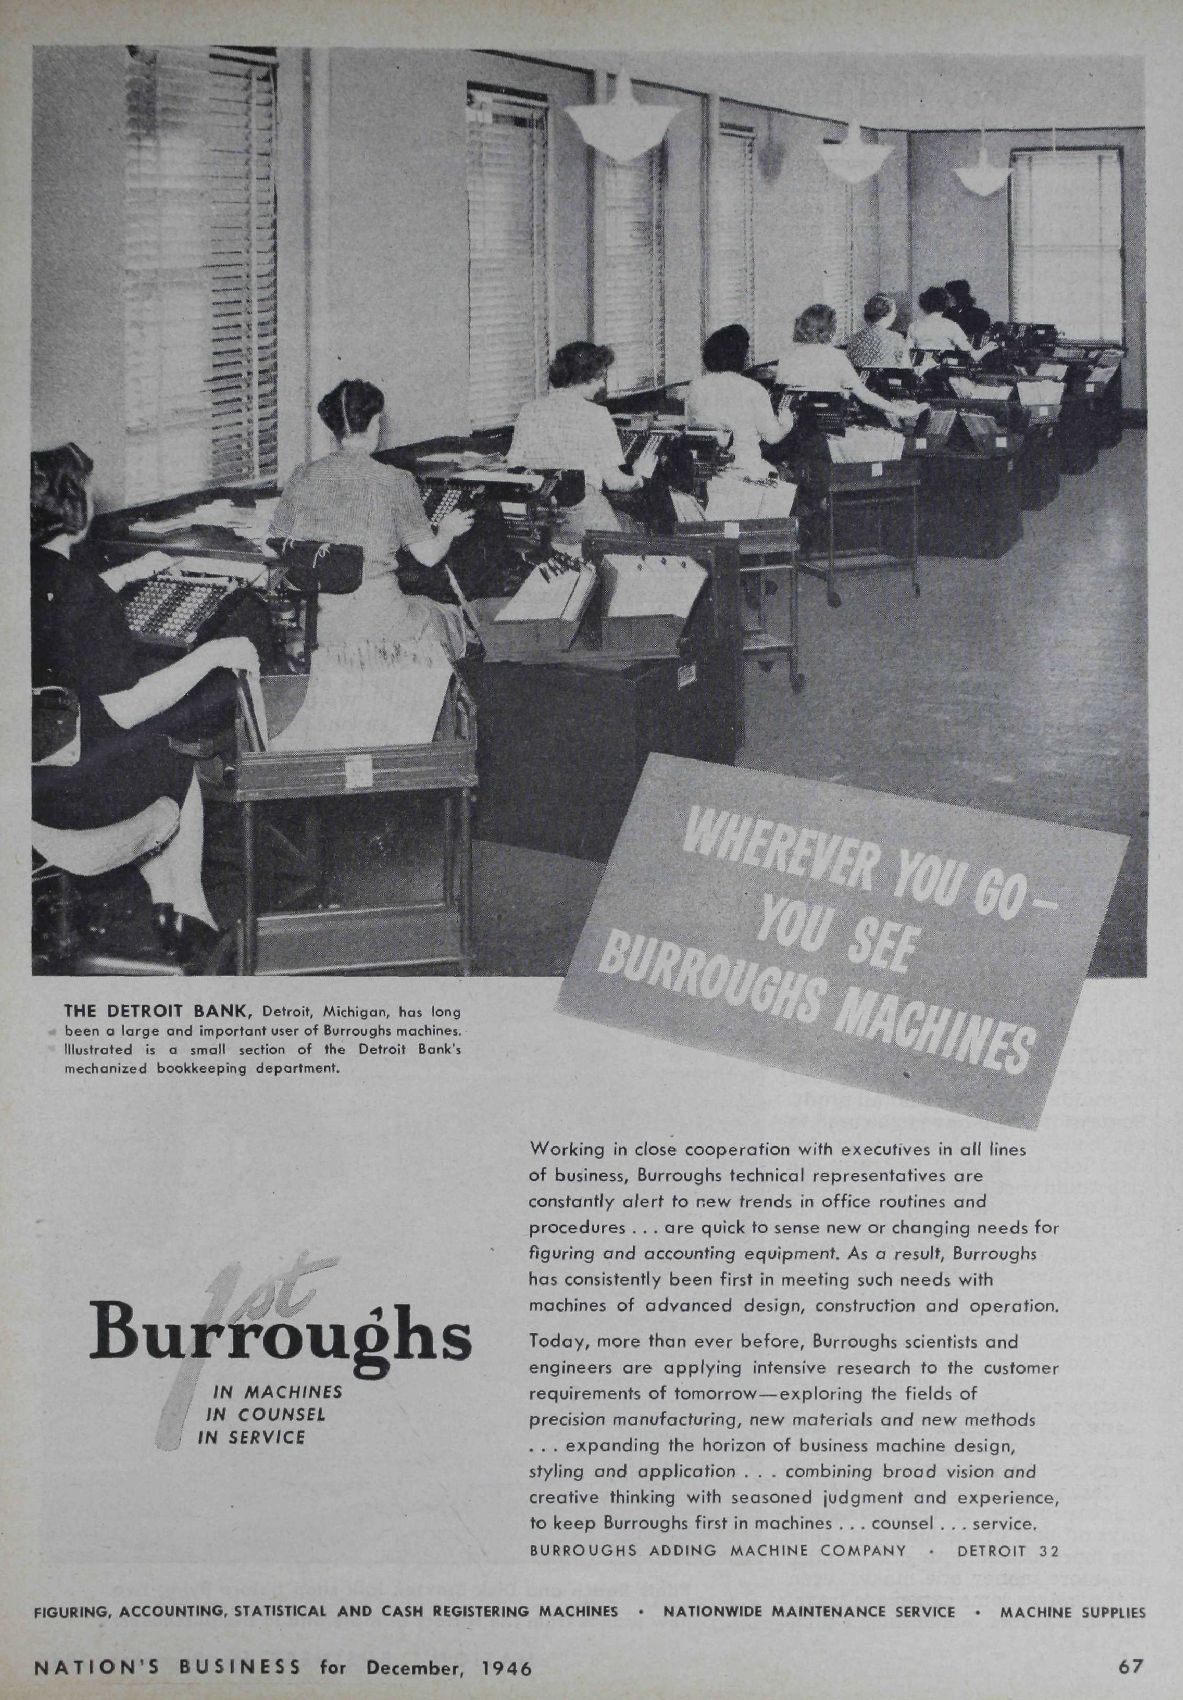 WHEREVER YOU GO—
YOU SEE
BURROUGHS MACHINES
THE DETROIT BANK, Detroit, Michigan, has long
been a large and important user of Burroughs machines.
Illustrated is a small section of the Detroit Bank's
mechanized bookkeeping department.
1st
Burroughs
IN MACHINES
IN COUNSEL
IN SERVICE
Working in close cooperation with executives in all lines
of business, Burroughs technical representatives are
constantly alert to new trends in office routines and
procedures . . . are quick to sense new or changing needs for
figuring and accounting equipment. As a result, Burroughs
has consistently been first in meeting such needs with
machines of advanced design, construction and operation.
Today, more than ever before, Burroughs scientists and
engineers are applying intensive research to the customer
requirements of tomorrow—exploring the fields of
precision manufacturing, new materials and new methods
. . . expanding the horizon of business machine design,
styling and application . . . combining broad vision and
creative thinking with seasoned judgment and experience,
to keep Burroughs first in machines . . . counsel . . . service.
BURROUGHS ADDING MACHINE COMPANY • DETROIT 32
FIGURING, ACCOUNTING, STATISTICAL AND CASH REGISTERING MACHINES • NATIONWIDE MAINTENANCE SERVICE • MACHINE SUPPLIES
NATION'S BUSINESS for December, 1946 67